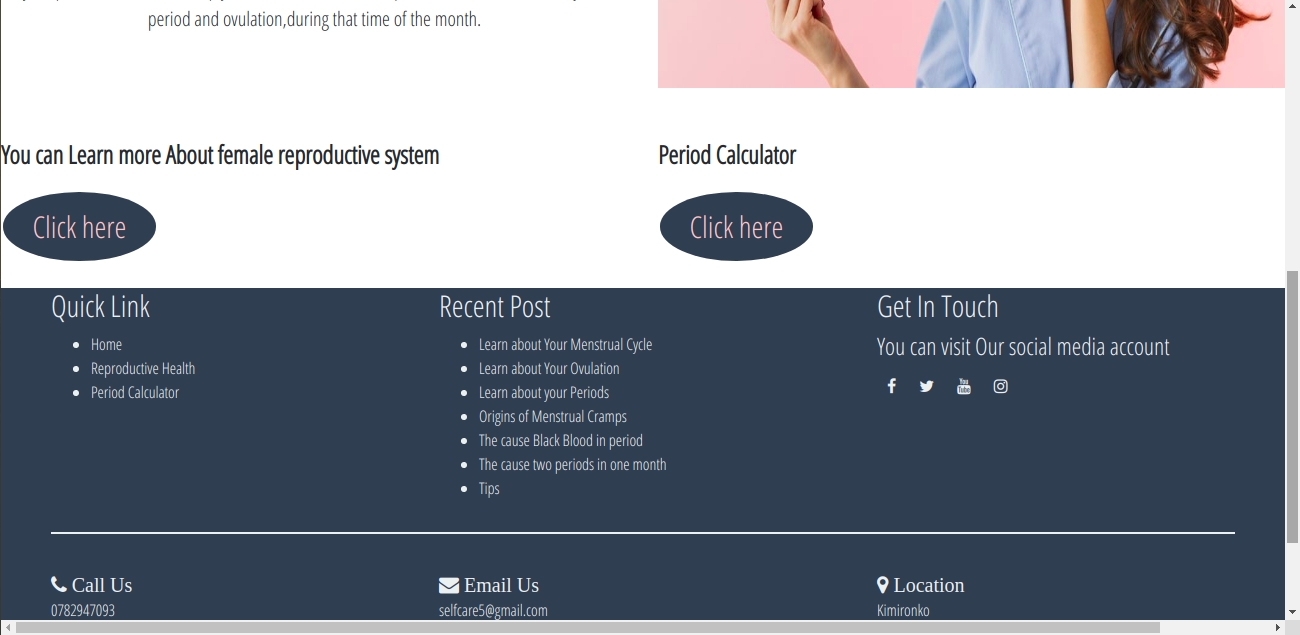 period and ovulation,during that time of the month.
You can Learn more About female reproductive system
Click here
Period Calculator
Click here
Quick Link
Home
Reproductive Health
Period Calculator
Recent Post
Learn about Your Menstrual Cycle
Learn about Your Ovulation
Learn about your Periods
Origins of Menstrual Cramps
The cause Black Blood in period
The cause two periods in one month
Tips
Get In Touch
You can visit Our social media account
You Tube
Call Us
0782947093
Email Us
selfcare5@gmail.com
Location
Kimironko